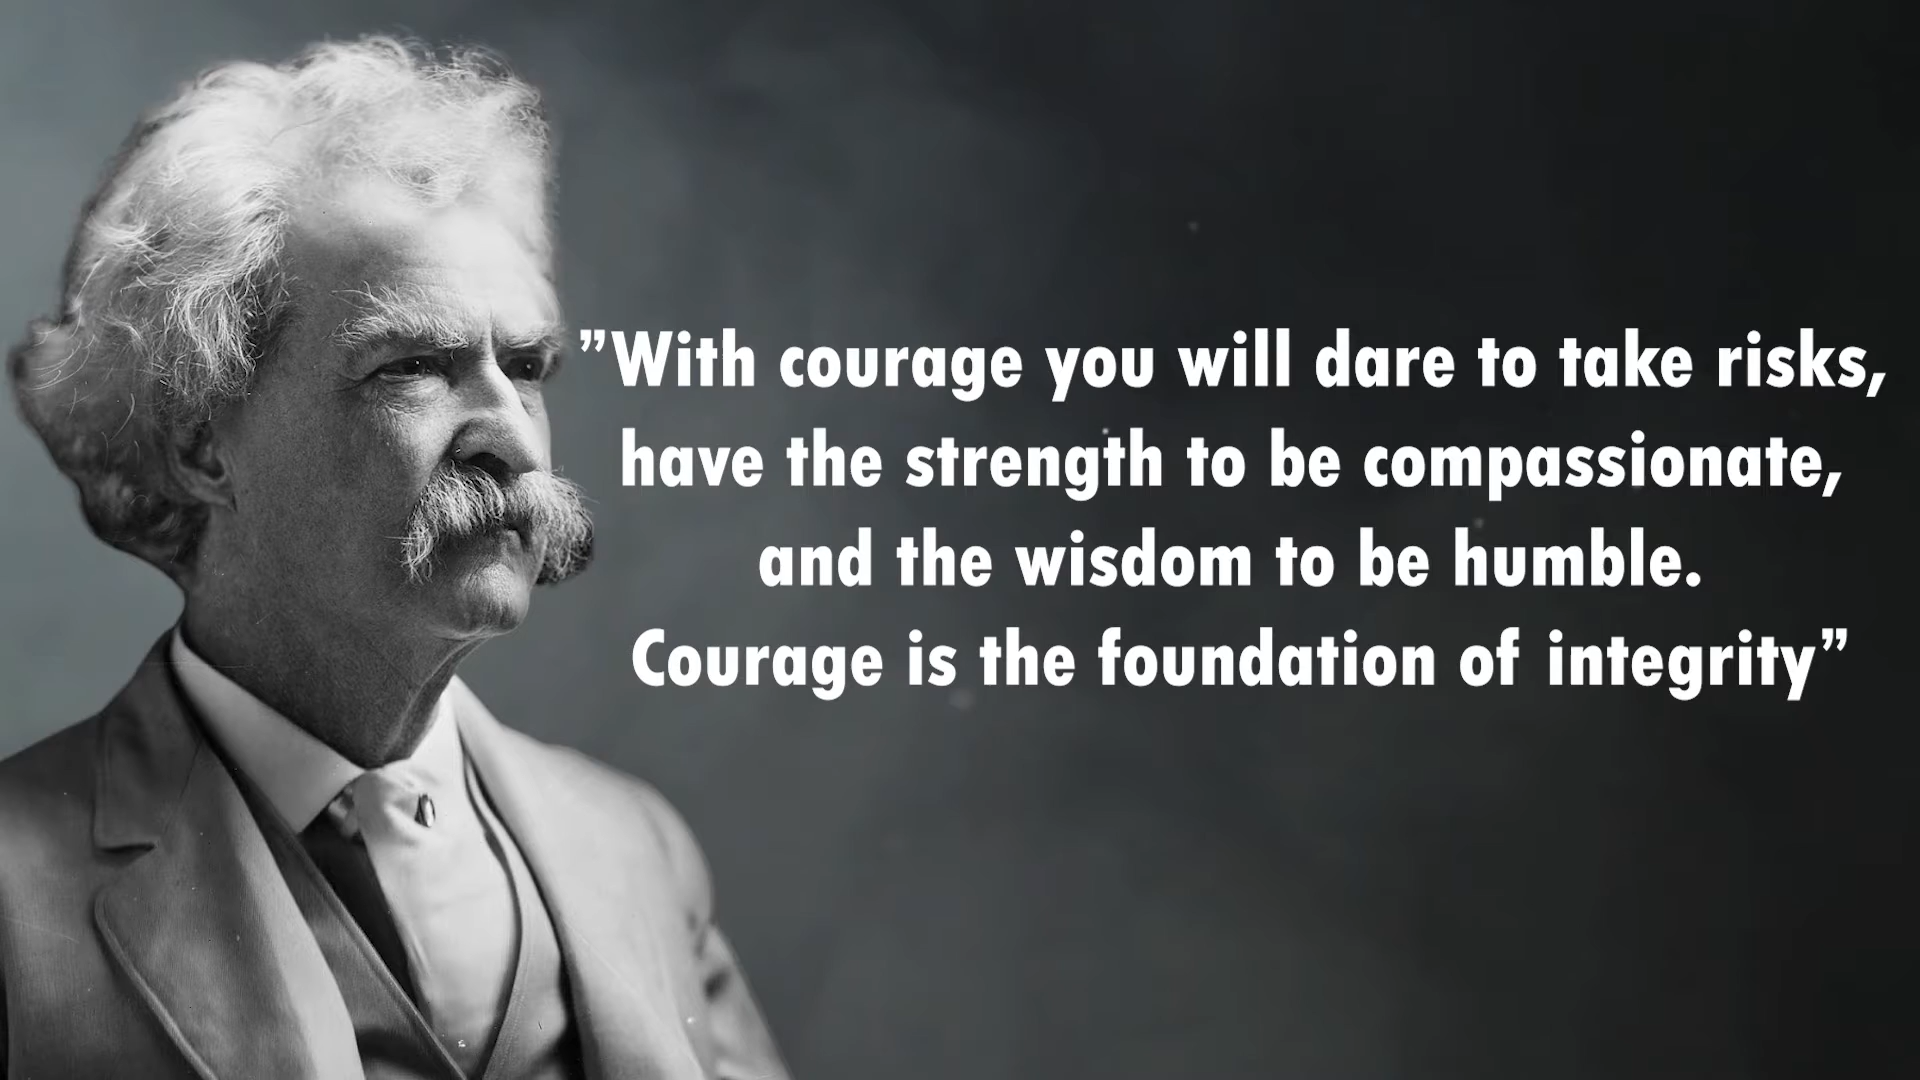 ”With courage you will dare to take risks,
have the strength to be compassionate,
and the wisdom to be humble.
Courage is the foundation of integrity”